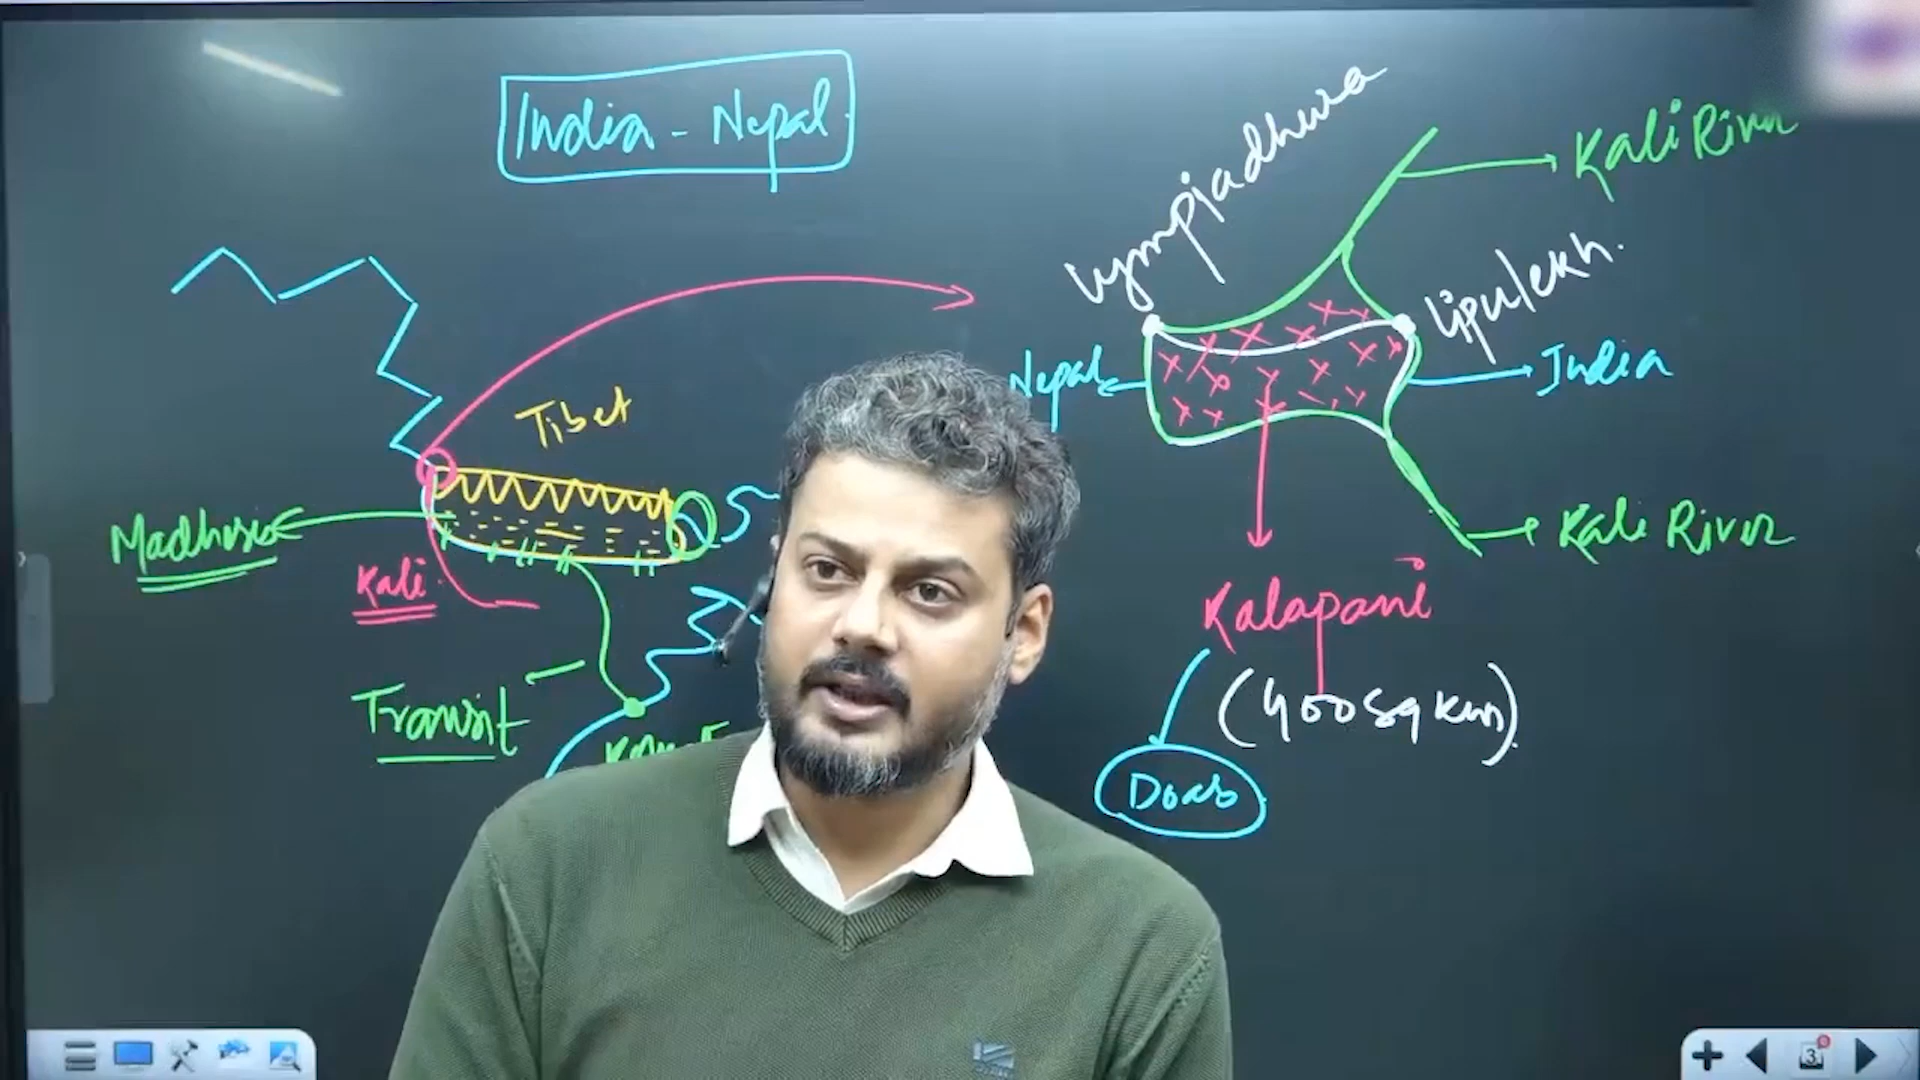 India - Nepal
Lympiadhura
Kali River
Lipulekh.
Nepal
India
Tibet
Madhesi
Kali
Kali River
Kalapani
Transit
(400 sq km).
Doab
3